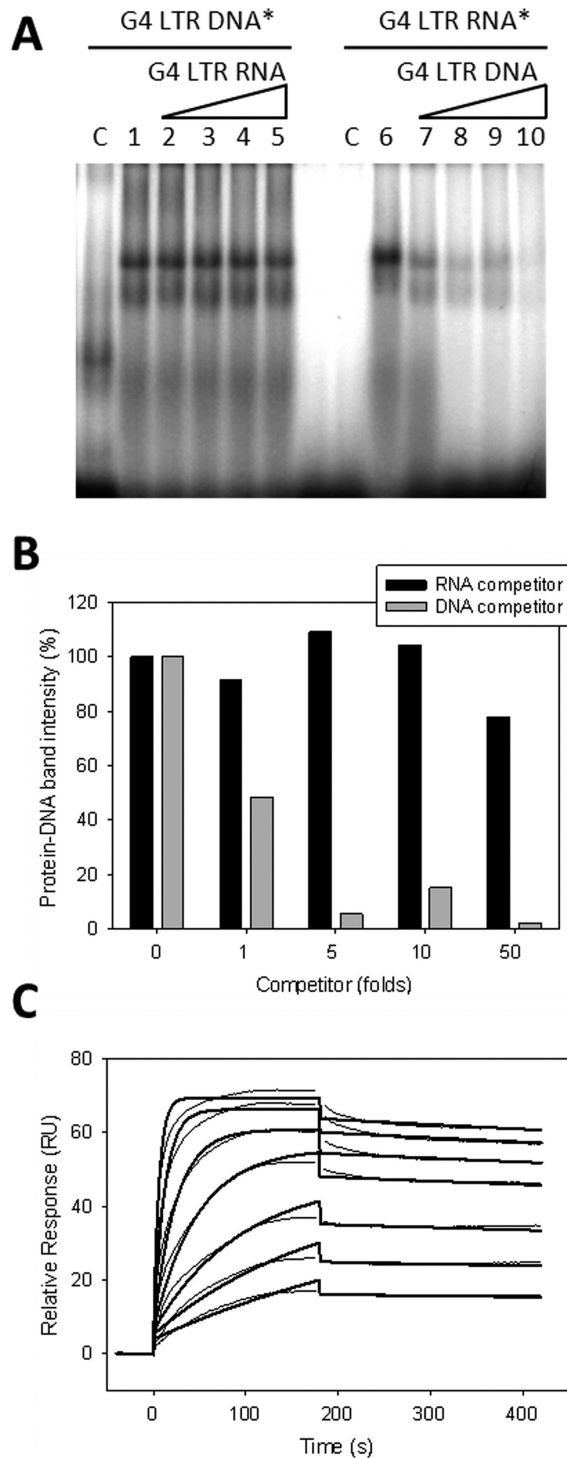 A
G4 LTR DNA* G4 LTR RNA*
G4 LTR RNA G4 LTR DNA
C 1 2 3 4 5 C 6 7 8 9 10
B
RNA competitor
DNA competitor
120
100
80
60
40
20
0
Protein-DNA band intensity (%)
0 1 5 10 50
Competitor (folds)
C
80
60
40
20
0
Relative Response (RU)
0 100 200 300 400
Time (s)